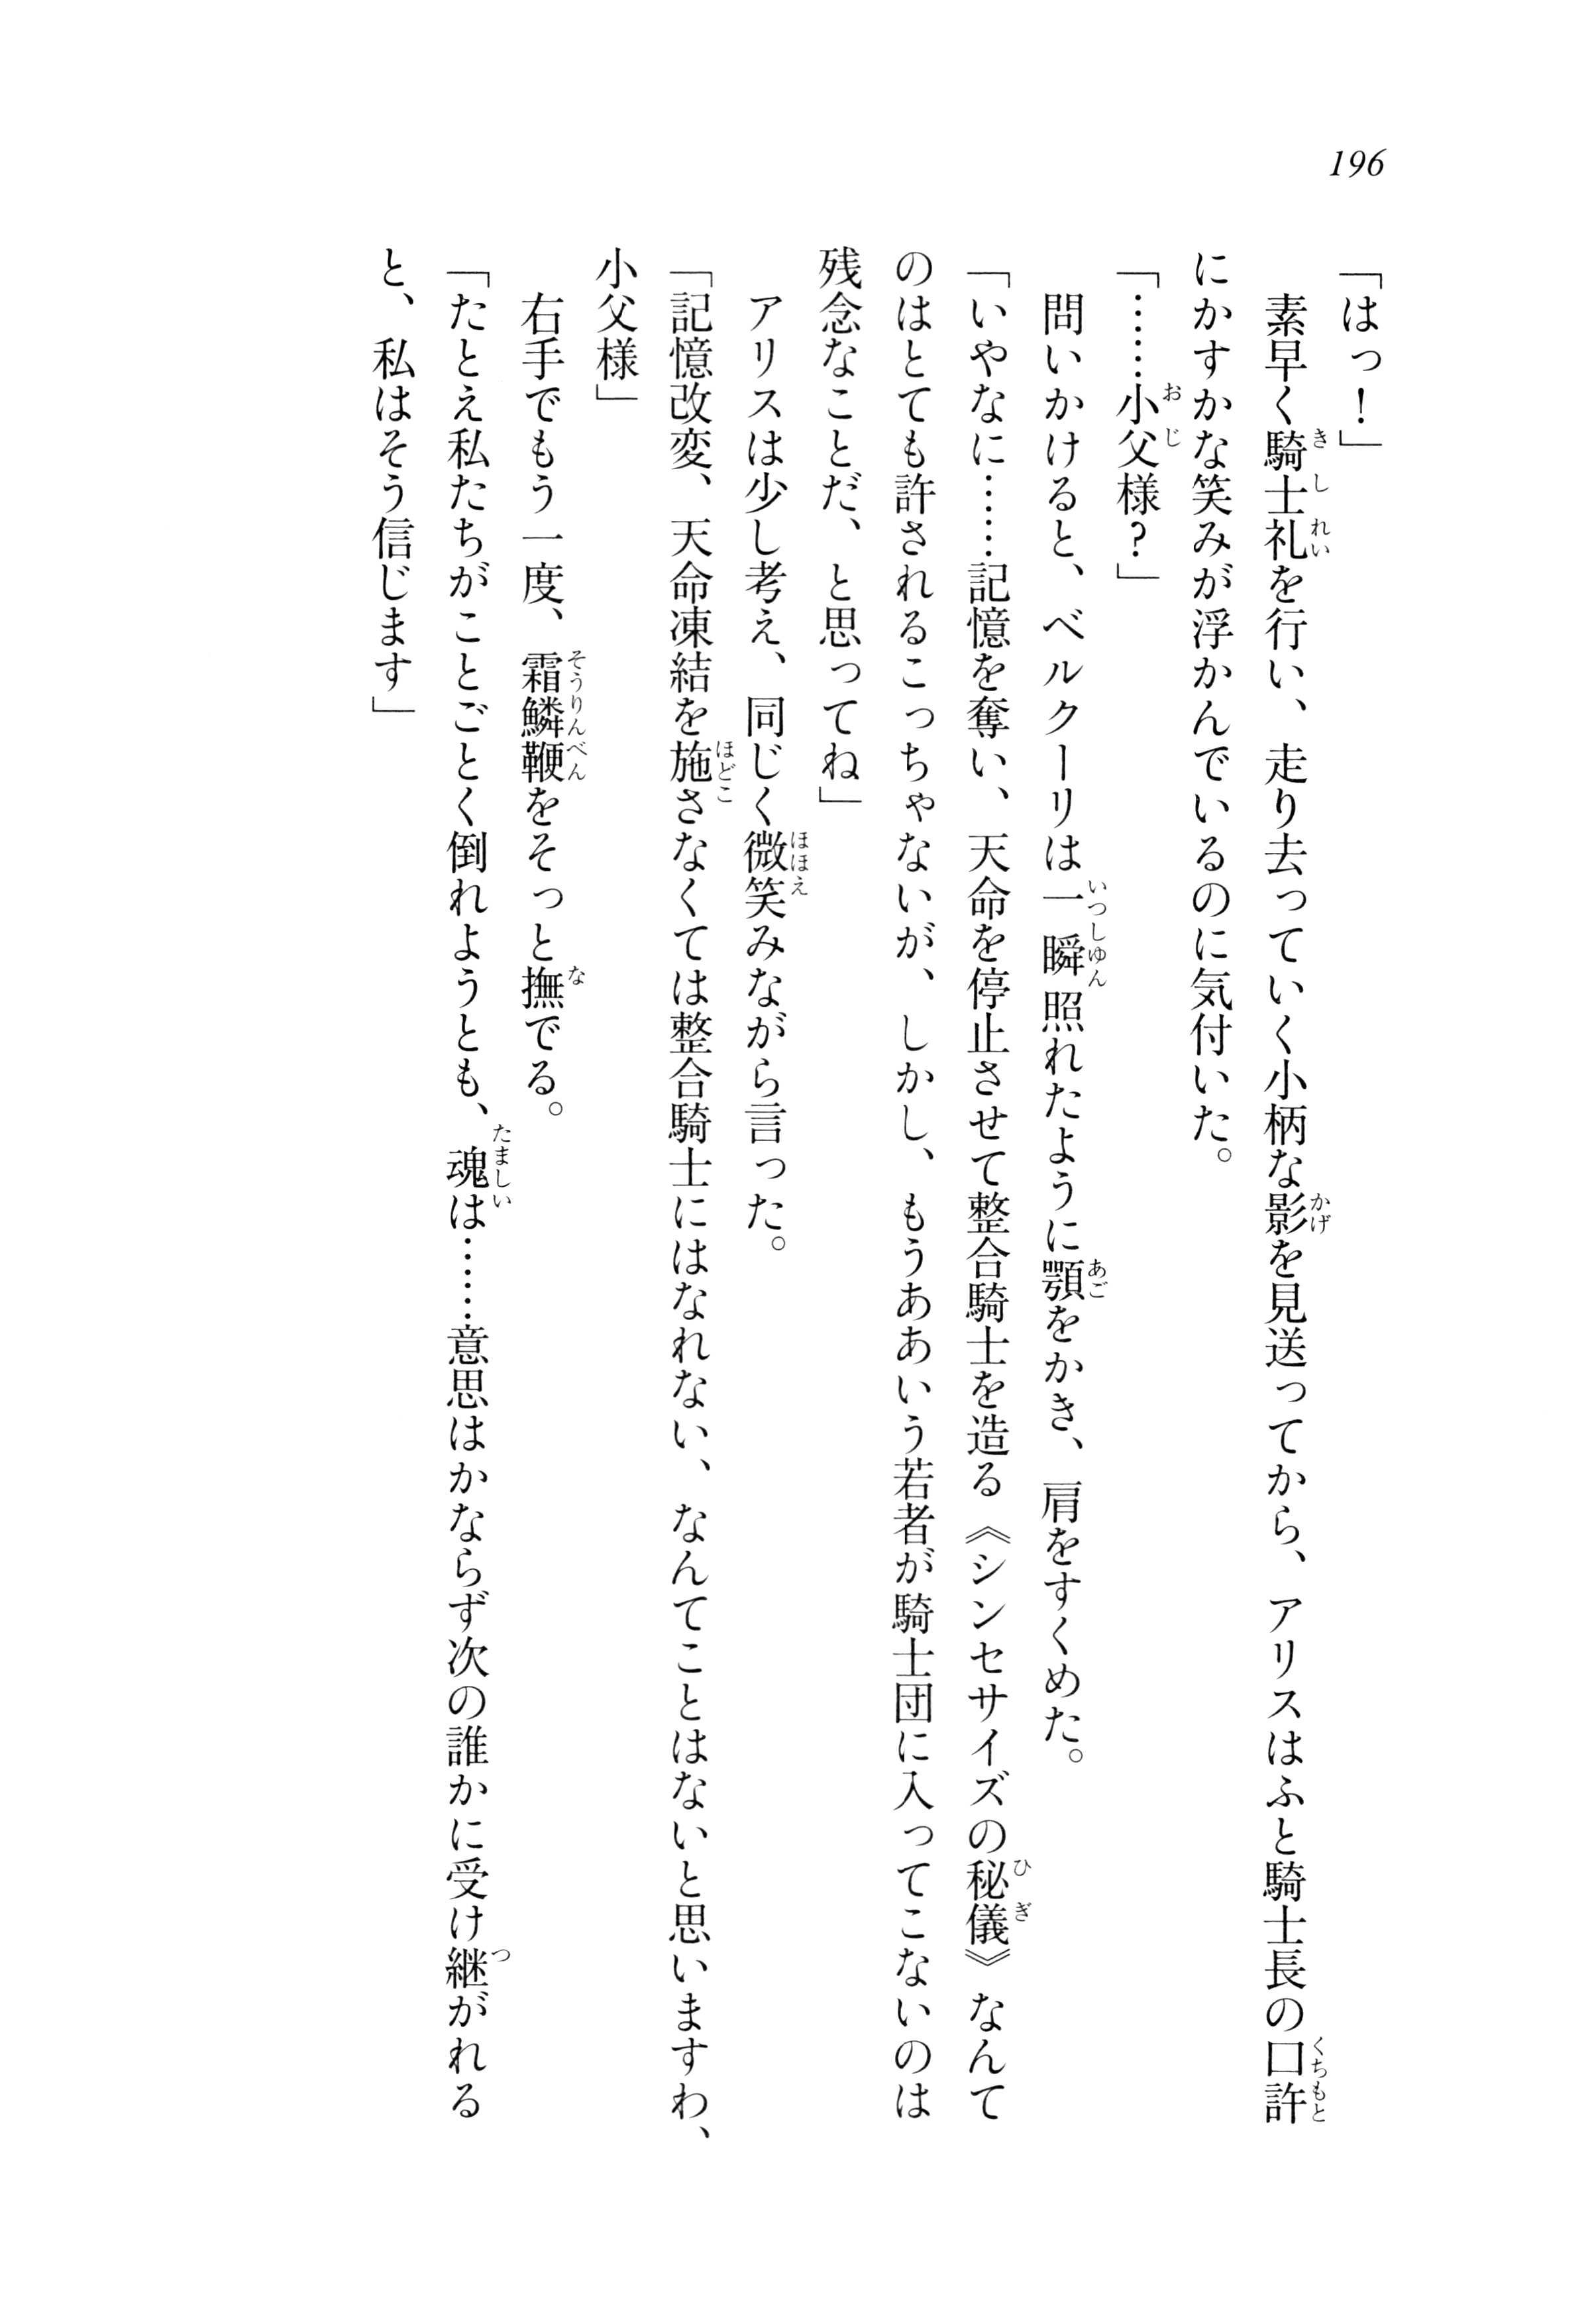 196
「はっ！」
　素早く騎士礼を行い、走り去っていく小柄な影を見送ってから、アリスはふと騎士長の口許
にかすかな笑みが浮かんでいるのに気付いた。
「……小父様？」
　問いかけると、ベルクーリは一瞬照れたように顎をかき、肩をすくめた。
「いやなに……記憶を奪い、天命を停止させて整合騎士を造る《シンセサイズの秘儀》なんて
のはとても許されるこっちゃないが、しかし、もうああいう若者が騎士団に入ってこないのは
残念なことだ、と思ってね」
　アリスは少し考え、同じく微笑みながら言った。
「記憶改変、天命凍結を施さなくては整合騎士にはなれない、なんてことはないと思いますわ、
小父様」
　右手でもう一度、霜鱗鞭をそっと撫でる。
「たとえ私たちがことごとく倒れようとも、魂は……意思はかならず次の誰かに受け継がれる
と、私はそう信じます」